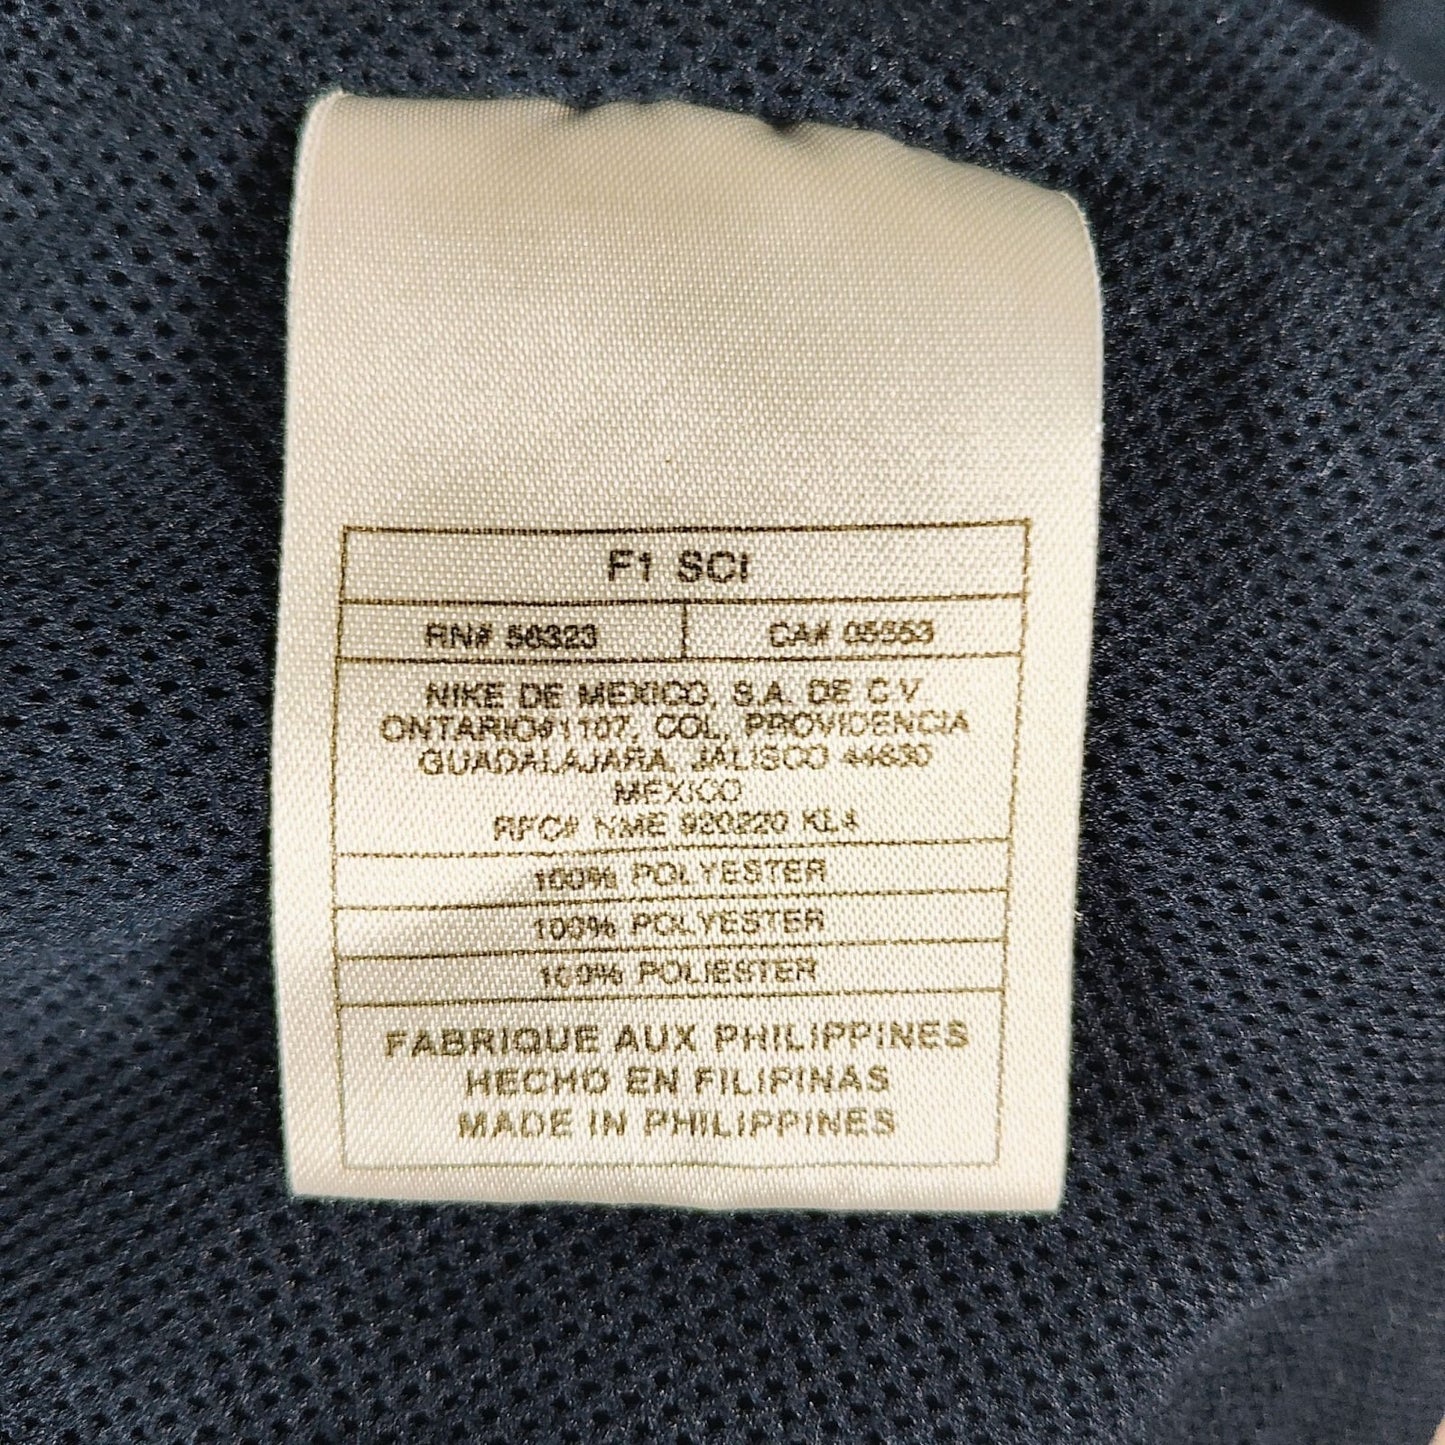 F1 SCI
RN# 56323 CA# 05553
NIKE DE MEXICO, S.A. DE C.V.
ONTARIO#1107, COL, PROVIDENCIA
GUADALAJARA, JALISCO 44630
MEXICO
RFC# NME 920220 KL4
100% POLYESTER
100% POLYESTER
100% POLIESTER
FABRIQUE AUX PHILIPPINES
HECHO EN FILIPINAS
MADE IN PHILIPPINES